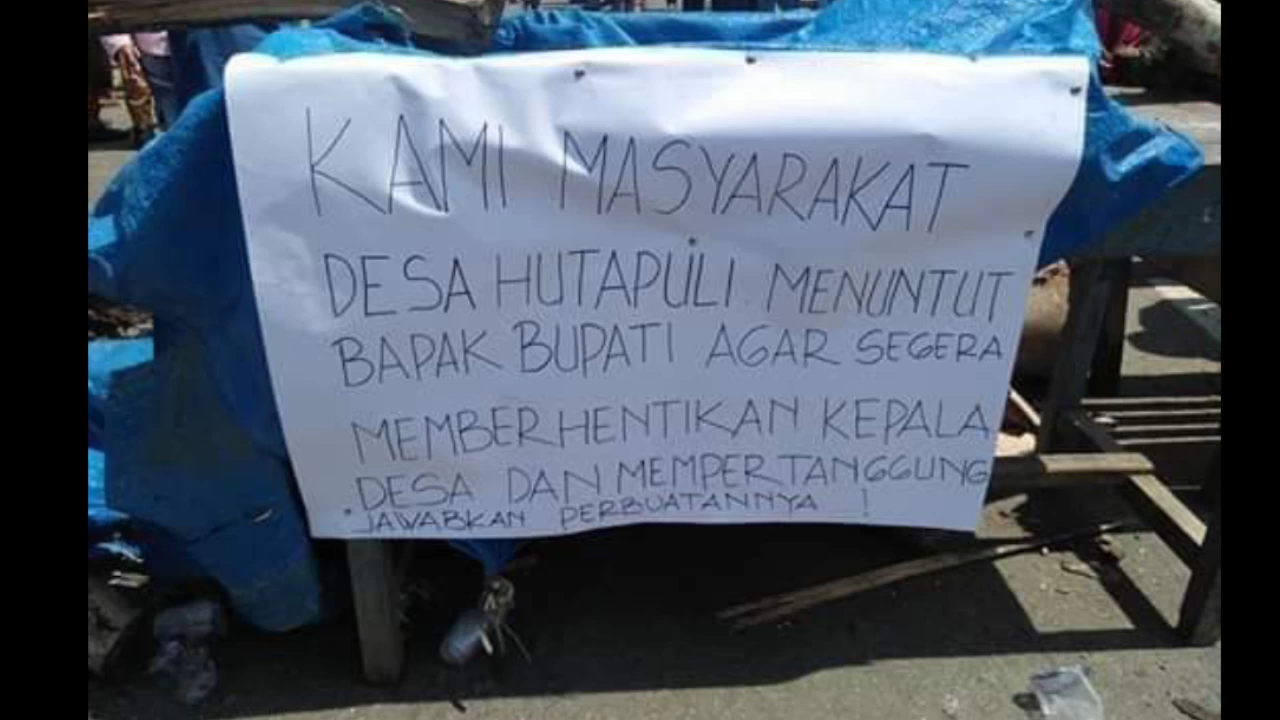 KAMI MASYARAKAT
DESA HUTAPULI MENUNTUT
BAPAK BUPATI AGAR SEGERA
MEMBERHENTIKAN KEPALA
DESA DAN MEMPERTANGGUNG
JAWABKAN PERBUATANNYA !